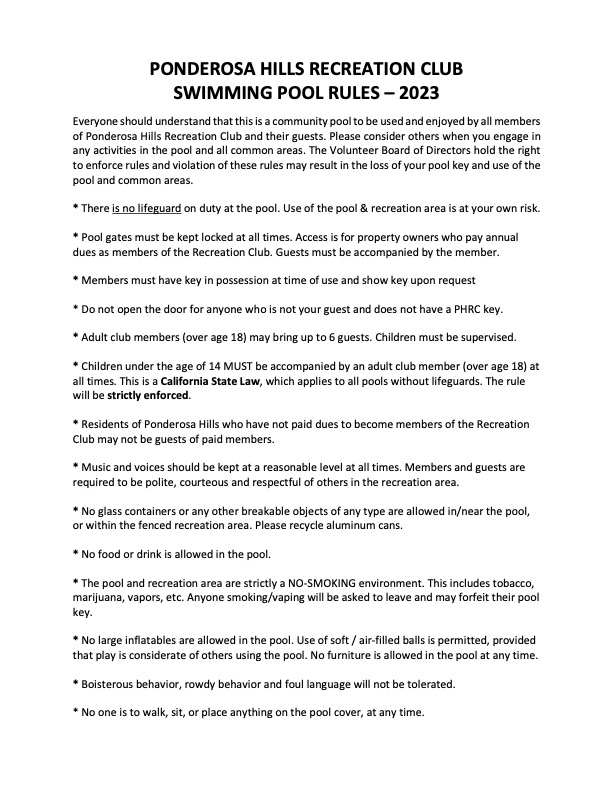 PONDEROSA HILLS RECREATION CLUB
SWIMMING POOL RULES – 2023
Everyone should understand that this is a community pool to be used and enjoyed by all members
of Ponderosa Hills Recreation Club and their guests. Please consider others when you engage in
any activities in the pool and all common areas. The Volunteer Board of Directors hold the right
to enforce rules and violation of these rules may result in the loss of your pool key and use of the
pool and common areas.
* There is no lifeguard on duty at the pool. Use of the pool & recreation area is at your own risk.
* Pool gates must be kept locked at all times. Access is for property owners who pay annual
dues as members of the Recreation Club. Guests must be accompanied by the member.
* Members must have key in possession at time of use and show key upon request
* Do not open the door for anyone who is not your guest and does not have a PHRC key.
* Adult club members (over age 18) may bring up to 6 guests. Children must be supervised.
* Children under the age of 14 MUST be accompanied by an adult club member (over age 18) at
all times. This is a California State Law, which applies to all pools without lifeguards. The rule
will be strictly enforced.
* Residents of Ponderosa Hills who have not paid dues to become members of the Recreation
Club may not be guests of paid members.
* Music and voices should be kept at a reasonable level at all times. Members and guests are
required to be polite, courteous and respectful of others in the recreation area.
* No glass containers or any other breakable objects of any type are allowed in/near the pool,
or within the fenced recreation area. Please recycle aluminum cans.
* No food or drink is allowed in the pool.
* The pool and recreation area are strictly a NO-SMOKING environment. This includes tobacco,
marijuana, vapors, etc. Anyone smoking/vaping will be asked to leave and may forfeit their pool
key.
* No large inflatables are allowed in the pool. Use of soft / air-filled balls is permitted, provided
that play is considerate of others using the pool. No furniture is allowed in the pool at any time.
* Boisterous behavior, rowdy behavior and foul language will not be tolerated.
* No one is to walk, sit, or place anything on the pool cover, at any time.